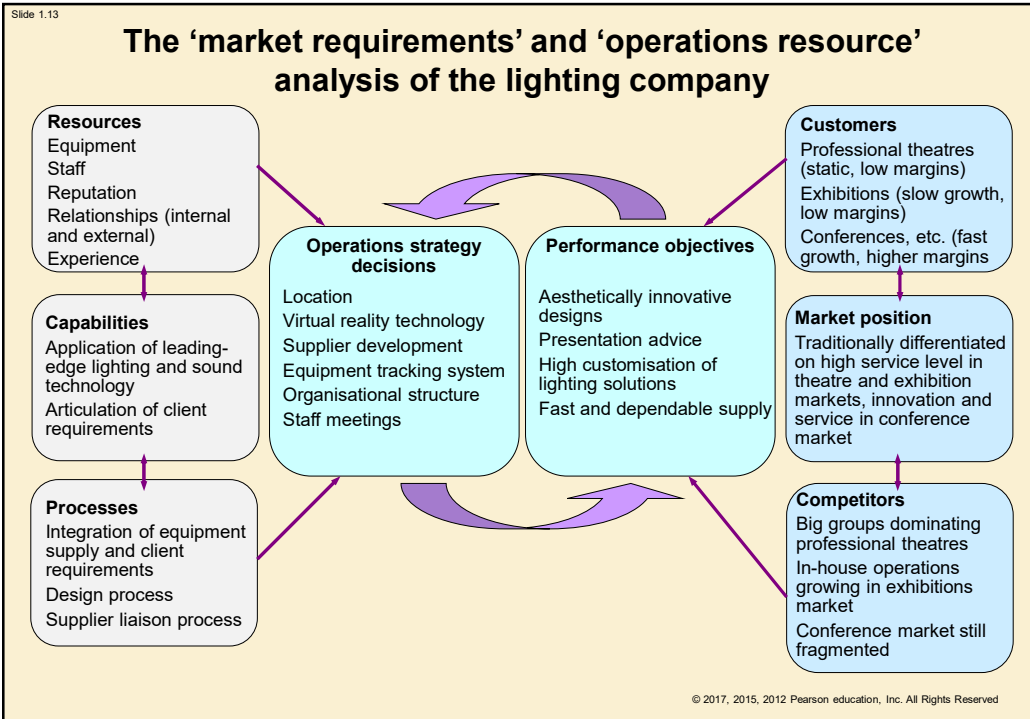 Slide 1.13
The ‘market requirements’ and ‘operations resource’
analysis of the lighting company
Resources
Equipment
Staff
Reputation
Relationships (internal
and external)
Experience
Capabilities
Application of leading-
edge lighting and sound
technology
Articulation of client
requirements
Processes
Integration of equipment
supply and client
requirements
Design process
Supplier liaison process
Operations strategy
decisions
Location
Virtual reality technology
Supplier development
Equipment tracking system
Organisational structure
Staff meetings
Performance objectives
Aesthetically innovative
designs
Presentation advice
High customisation of
lighting solutions
Fast and dependable supply
Customers
Professional theatres
(static, low margins)
Exhibitions (slow growth,
low margins)
Conferences, etc. (fast
growth, higher margins
Market position
Traditionally differentiated
on high service level in
theatre and exhibition
markets, innovation and
service in conference
market
Competitors
Big groups dominating
professional theatres
In-house operations
growing in exhibitions
market
Conference market still
fragmented
© 2017, 2015, 2012 Pearson education, Inc. All Rights Reserved